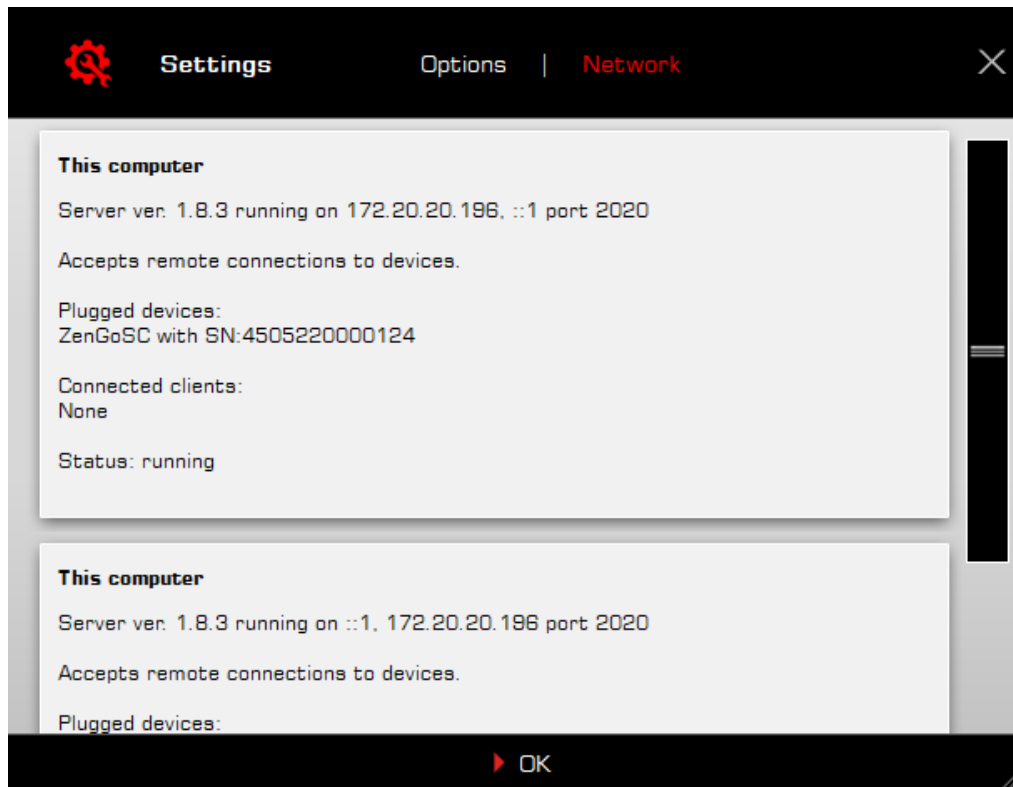 Settings
Options | Network
This computer
Server ver. 1.8.3 running on 172.20.20.196, ::1 port 2020
Accepts remote connections to devices.
Plugged devices:
ZenGoSC with SN:4505220000124
Connected clients:
None
Status: running
This computer
Server ver. 1.8.3 running on ::1, 172.20.20.196 port 2020
Accepts remote connections to devices.
Plugged devices:
OK